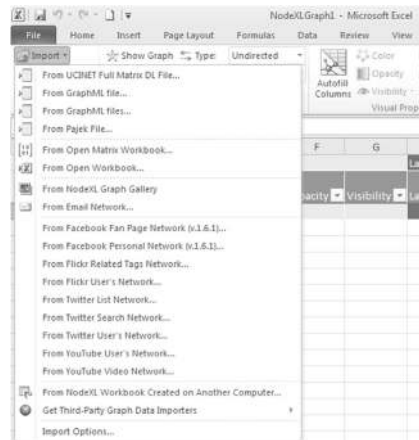 NodeXLGraph1 - Microsoft Excel
File Home Insert Page Layout Formulas Data Review View
Import Show Graph Type: Undirected
Color
Opacity
Visibility
Autofill Columns
Visual Prop
From UCINET Full Matrix DL File...
From GraphML file...
From GraphML files...
From Pajek File...
From Open Matrix Workbook...
From Open Workbook...
From NodeXL Graph Gallery
From Email Network...
From Facebook Fan Page Network (v.1.6.1)...
From Facebook Personal Network (v.1.6.1)...
From Flickr Related Tags Network...
From Flickr User's Network...
From Twitter List Network...
From Twitter Search Network...
From Twitter User's Network...
From YouTube User's Network...
From YouTube Video Network...
From NodeXL Workbook Created on Another Computer...
Get Third-Party Graph Data Importers
Import Options...
F G
La
pacity Visibility La